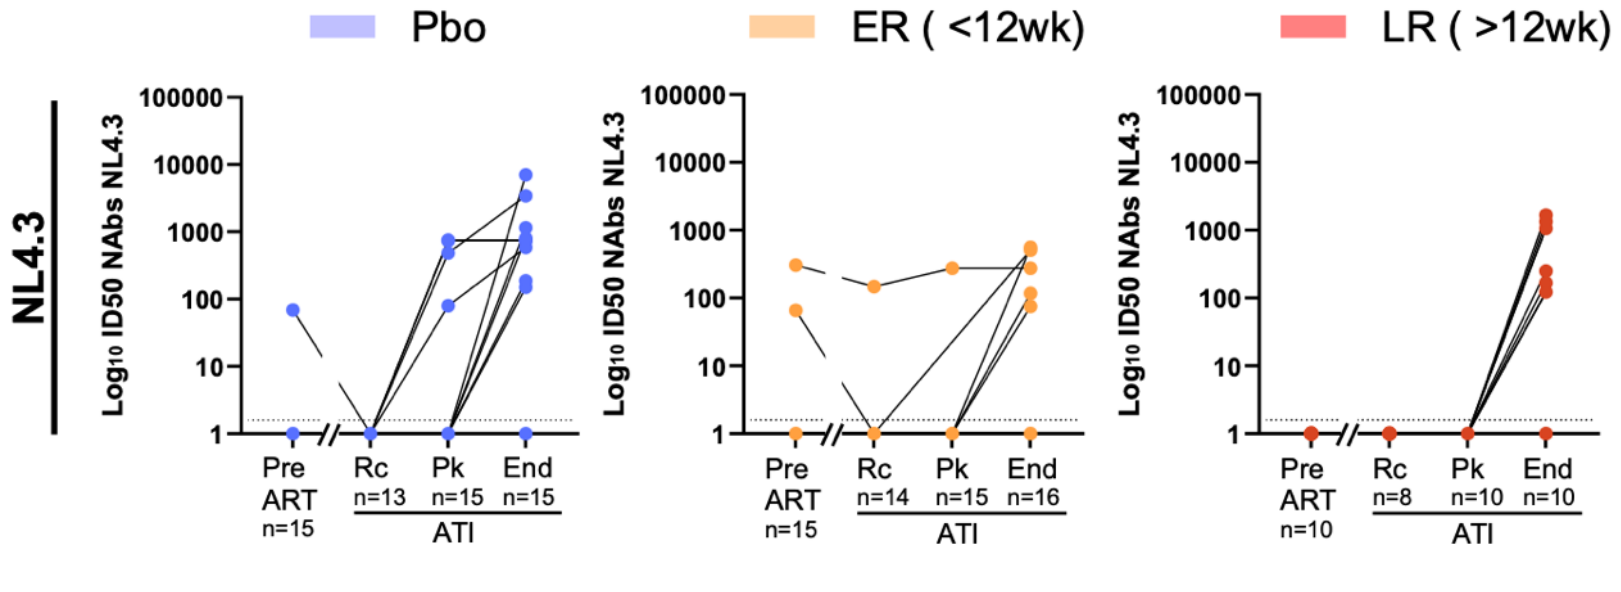 Pbo
ER ( <12wk)
LR ( >12wk)
NL4.3
Log₁₀ ID50 NAbs NL4.3
100000
10000
1000
100
10
1
Pre ART n=15
Rc n=13
Pk n=15
End n=15
ATI
Log₁₀ ID50 NAbs NL4.3
100000
10000
1000
100
10
1
Pre ART n=15
Rc n=14
Pk n=15
End n=16
ATI
Log₁₀ ID50 NAbs NL4.3
100000
10000
1000
100
10
1
Pre ART n=10
Rc n=8
Pk n=10
End n=10
ATI